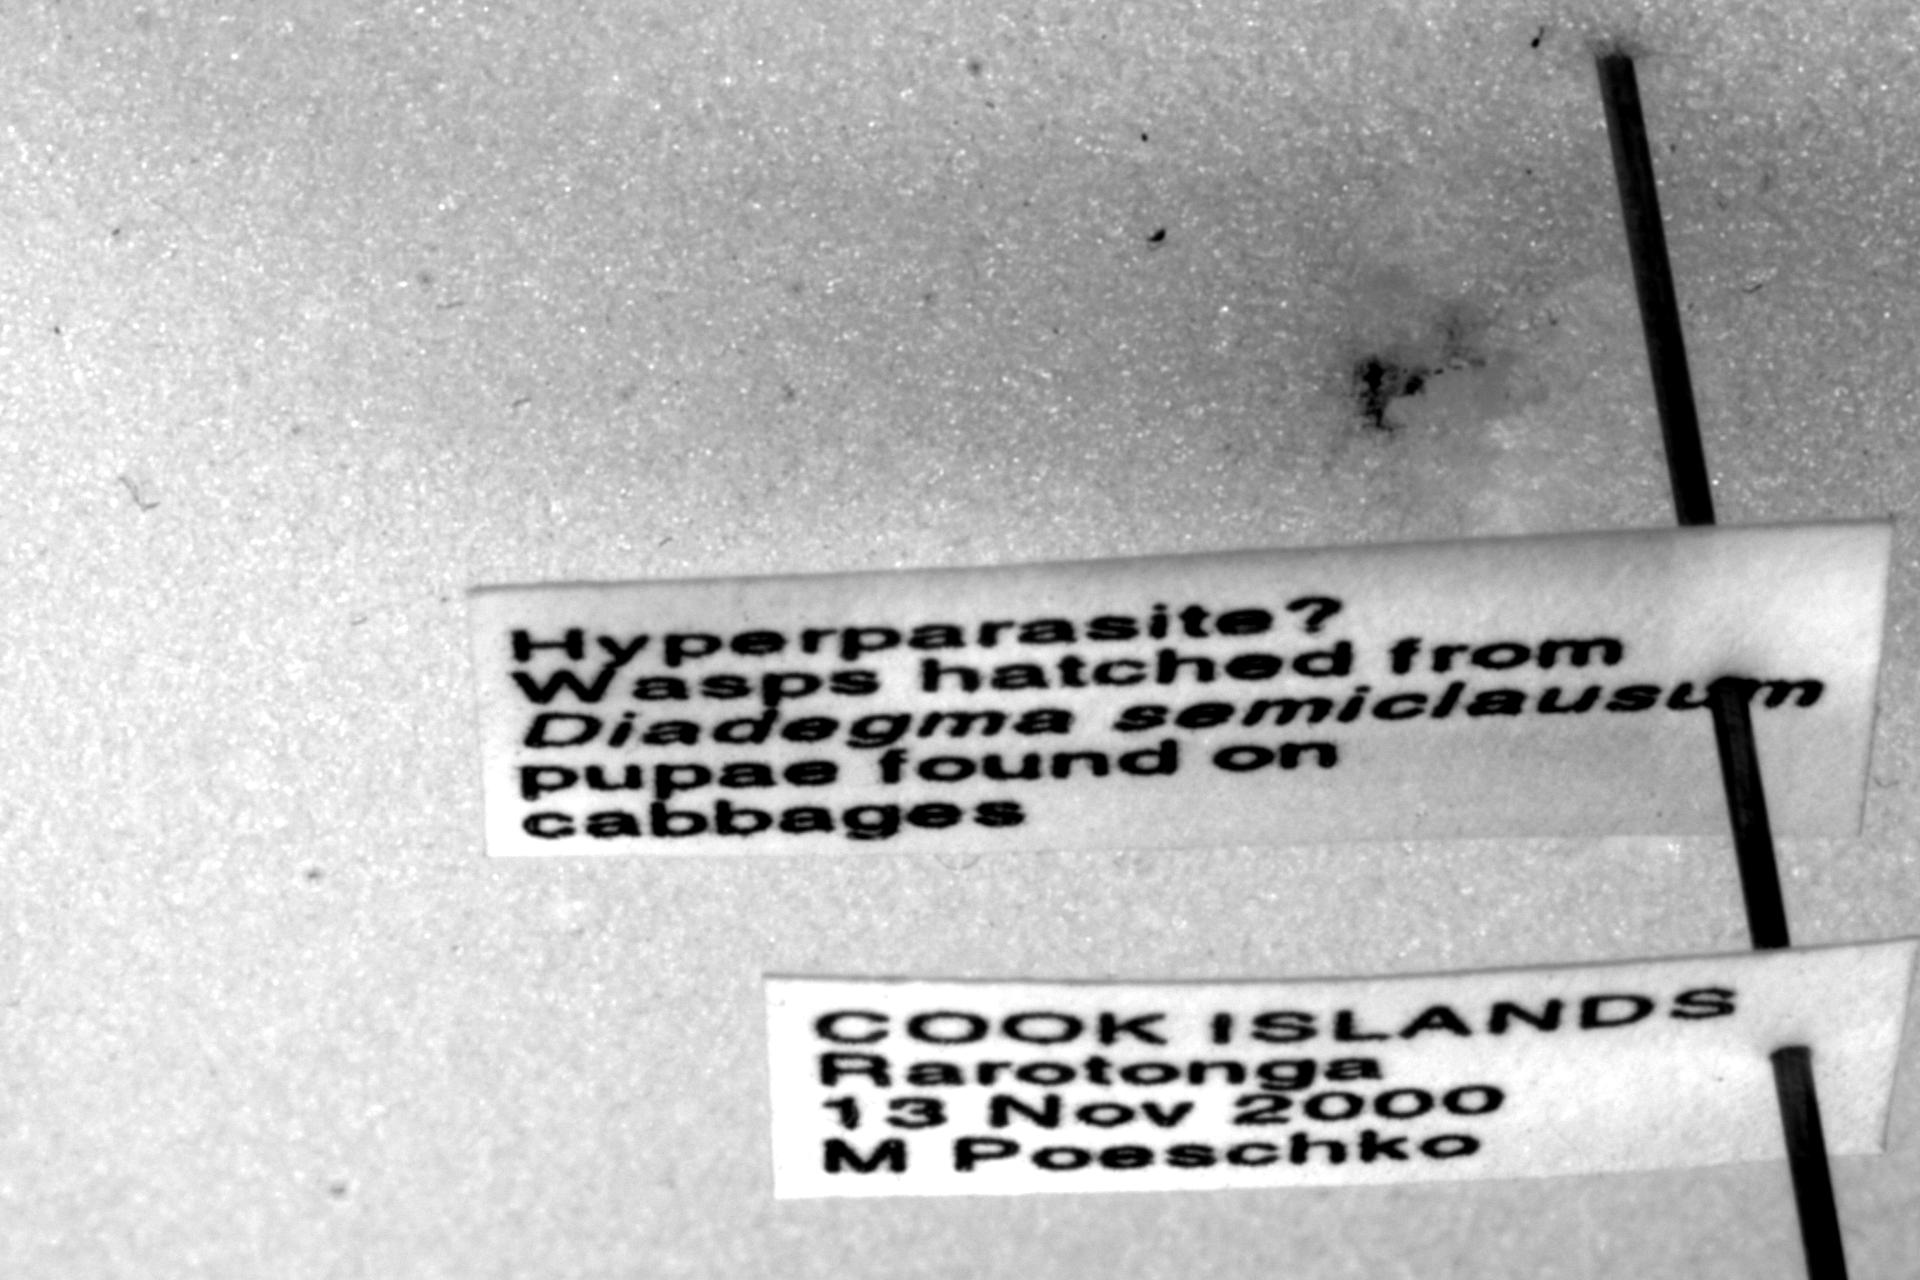 Hyperparasite?
Wasps hatched from
Diadegma semiclausum
pupae found on
cabbages
COOK ISLANDS
Rarotonga
13 Nov 2000
M Poeschko